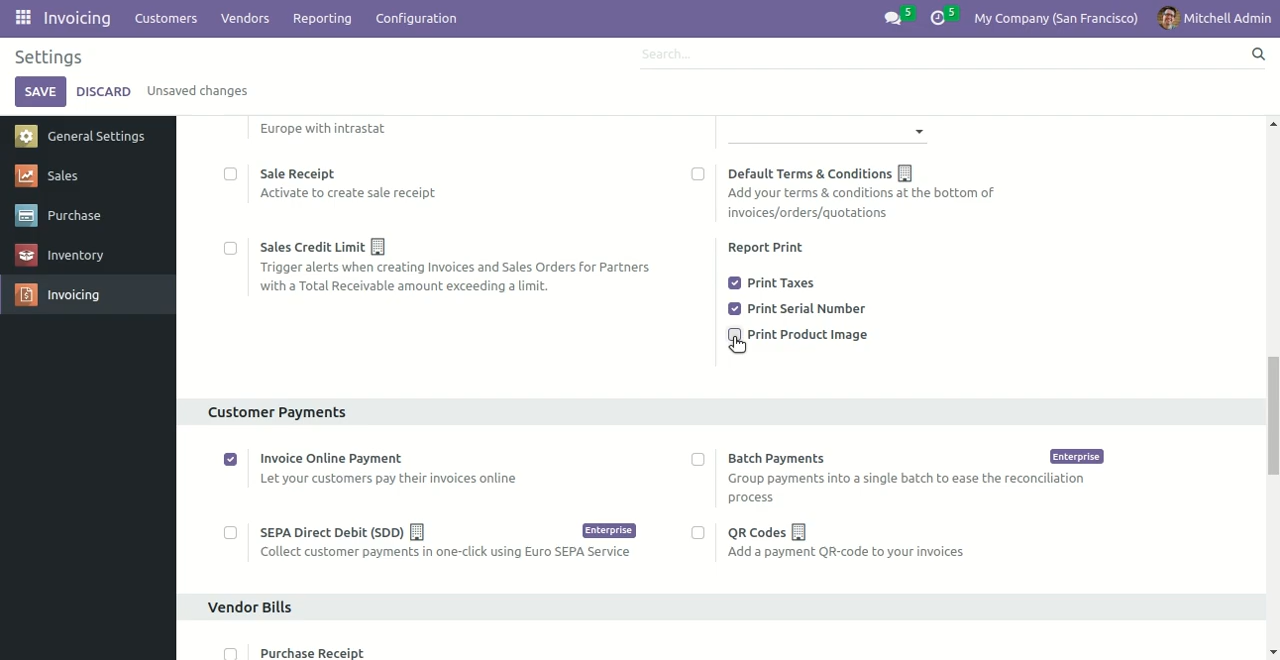 Invoicing Customers Vendors Reporting Configuration 5 5 My Company (San Francisco) Mitchell Admin
Settings
Search...
SAVE DISCARD Unsaved changes
General Settings
Sales
Purchase
Inventory
Invoicing
Europe with intrastat
Sale Receipt
Activate to create sale receipt
Default Terms & Conditions
Add your terms & conditions at the bottom of
invoices/orders/quotations
Sales Credit Limit
Trigger alerts when creating Invoices and Sales Orders for Partners
with a Total Receivable amount exceeding a limit.
Report Print
Print Taxes
Print Serial Number
Print Product Image
Customer Payments
Invoice Online Payment
Let your customers pay their invoices online
Batch Payments Enterprise
Group payments into a single batch to ease the reconciliation
process
SEPA Direct Debit (SDD) Enterprise
Collect customer payments in one-click using Euro SEPA Service
QR Codes
Add a payment QR-code to your invoices
Vendor Bills
Purchase Receipt